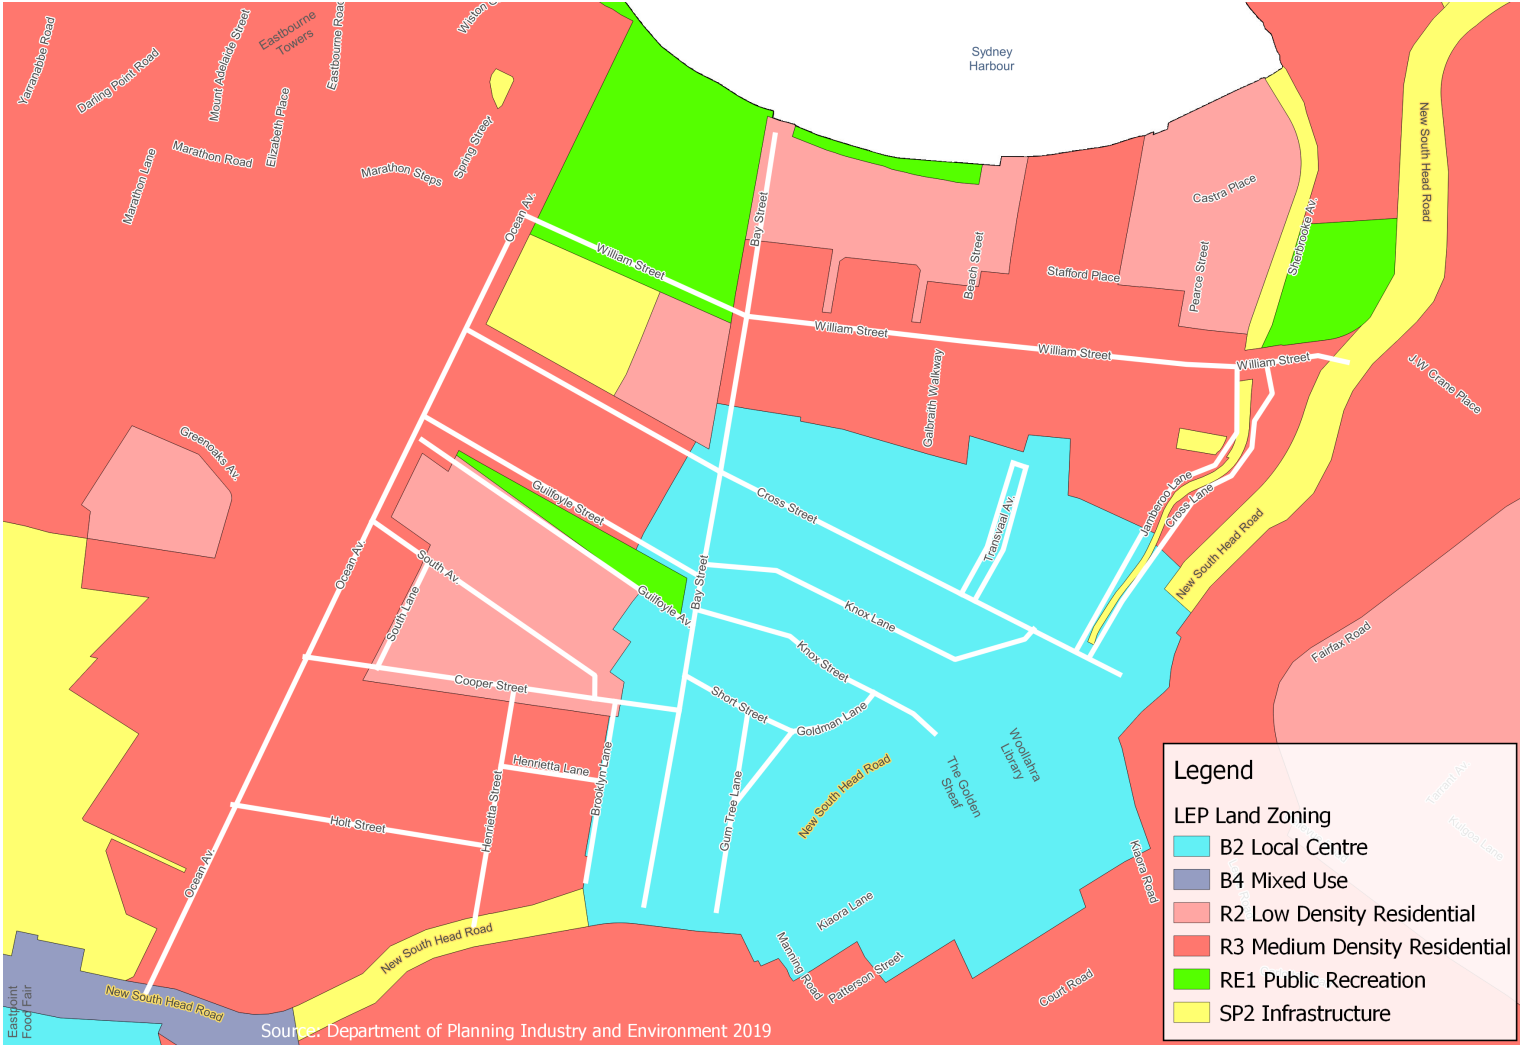 Yarranabbe Road
Darling Point Road
Mount Adelaide Street
Eastbourne
Towers
Eastbourne Road
Elizabeth Place
Marathon Road
Marathon Lane
Marathon Steps
Spring Street
Sydney
Harbour
New South Head Road
Castra Place
Sherbrooke Av.
Pearce Street
Stafford Place
Beach Street
Bay Street
Ocean Av.
William Street
William Street
William Street
William Street
Galbraith Walkway
J.W Crane Place
Greenoaks Av.
Guilfoyle Street
Cross Street
Transvaal Av.
Jamberoo Lane
Cross Lane
New South Head Road
Ocean Av.
South Av.
South Lane
Guilfoyle Av.
Bay Street
Knox Lane
Knox Street
Fairfax Road
Cooper Street
Short Street
Goldman Lane
Henrietta Lane
Henrietta Street
Brooklyn Lane
Gum Tree Lane
New South Head Road
The Golden
Sheaf
Woollahra
Library
Holt Street
Ocean Av.
Kiaora Road
Kiaora Lane
Manning Road
Patterson Street
Court Road
New South Head Road
New South Head Road
Eastpoint
Food Fair
Legend
LEP Land Zoning
B2 Local Centre
B4 Mixed Use
R2 Low Density Residential
R3 Medium Density Residential
RE1 Public Recreation
SP2 Infrastructure
Tarrant Av.
Kulgoa Lane
Source: Department of Planning Industry and Environment 2019